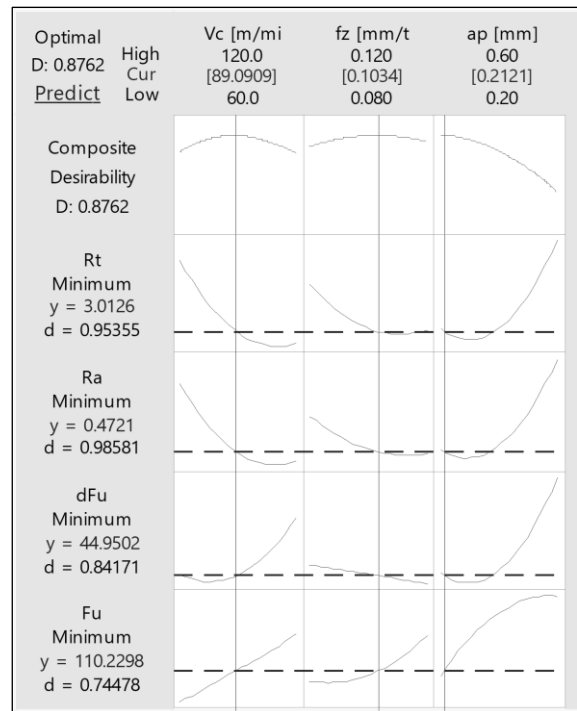 Optimal
D: 0.8762
Predict
High
Cur
Low
Vc [m/mi
120.0
[89.0909]
60.0
fz [mm/t
0.120
[0.1034]
0.080
ap [mm]
0.60
[0.2121]
0.20
Composite
Desirability
D: 0.8762
Rt
Minimum
y = 3.0126
d = 0.95355
Ra
Minimum
y = 0.4721
d = 0.98581
dFu
Minimum
y = 44.9502
d = 0.84171
Fu
Minimum
y = 110.2298
d = 0.74478